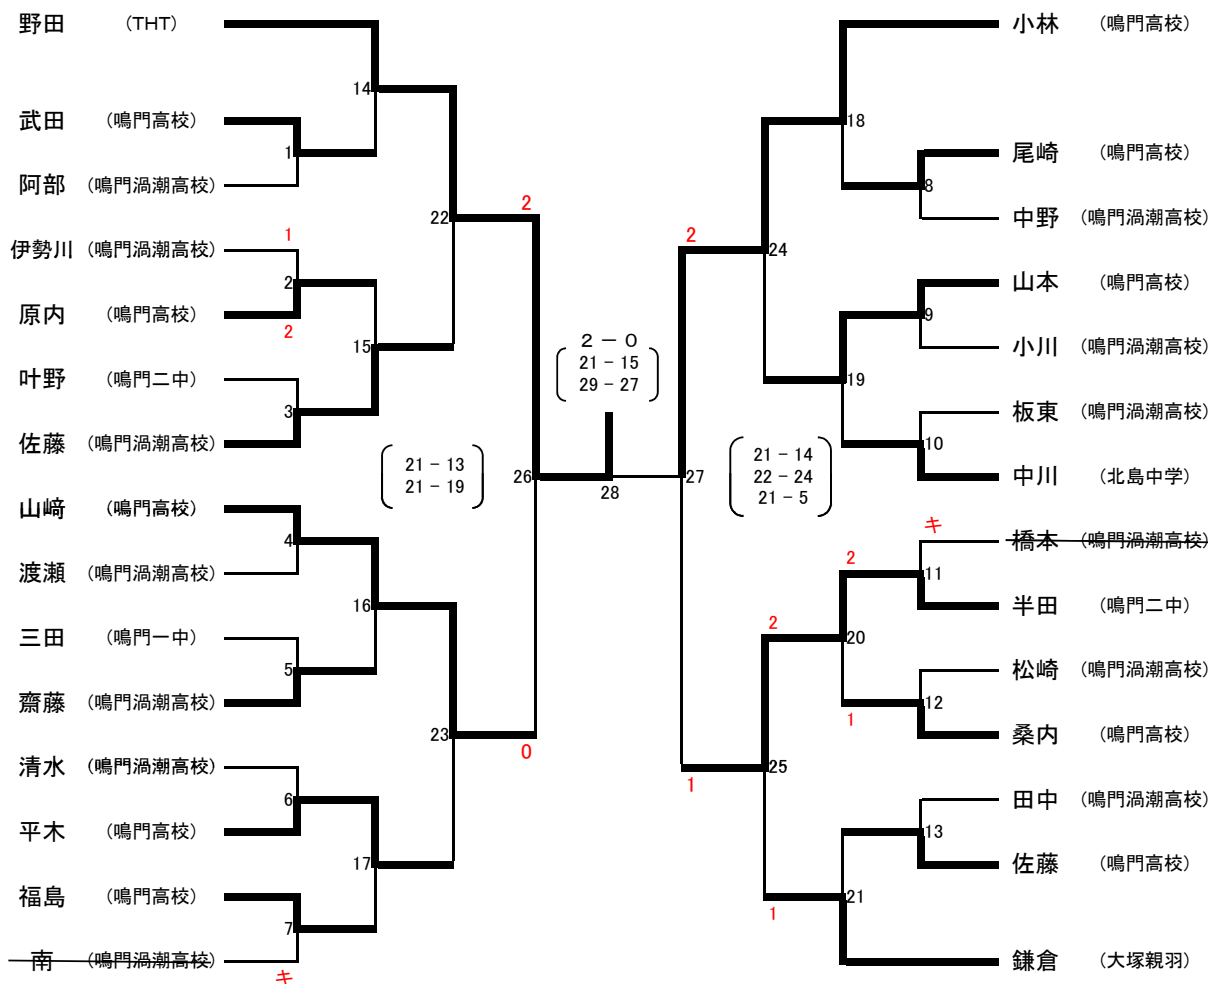 野田 (THT)
14
武田 (鳴門高校)
1
阿部 (鳴門渦潮高校)
22
2
伊勢川 (鳴門渦潮高校)
1
2
原内 (鳴門高校)
2
15
叶野 (鳴門二中)
3
佐藤 (鳴門渦潮高校)
21 - 13
21 - 19
26
山﨑 (鳴門高校)
4
渡瀬 (鳴門渦潮高校)
16
三田 (鳴門一中)
5
齋藤 (鳴門渦潮高校)
23
0
清水 (鳴門渦潮高校)
6
平木 (鳴門高校)
17
福島 (鳴門高校)
7
南 (鳴門渦潮高校)
キ
2 - 0
21 - 15
29 - 27
28
小林 (鳴門高校)
18
尾崎 (鳴門高校)
8
中野 (鳴門渦潮高校)
2
24
山本 (鳴門高校)
9
小川 (鳴門渦潮高校)
19
板東 (鳴門渦潮高校)
10
中川 (北島中学)
27
21 - 14
22 - 24
21 - 5
キ
橋本 (鳴門渦潮高校)
2
11
半田 (鳴門二中)
2
20
松崎 (鳴門渦潮高校)
12
1
桑内 (鳴門高校)
1
25
田中 (鳴門渦潮高校)
13
佐藤 (鳴門高校)
1
21
鎌倉 (大塚親羽)